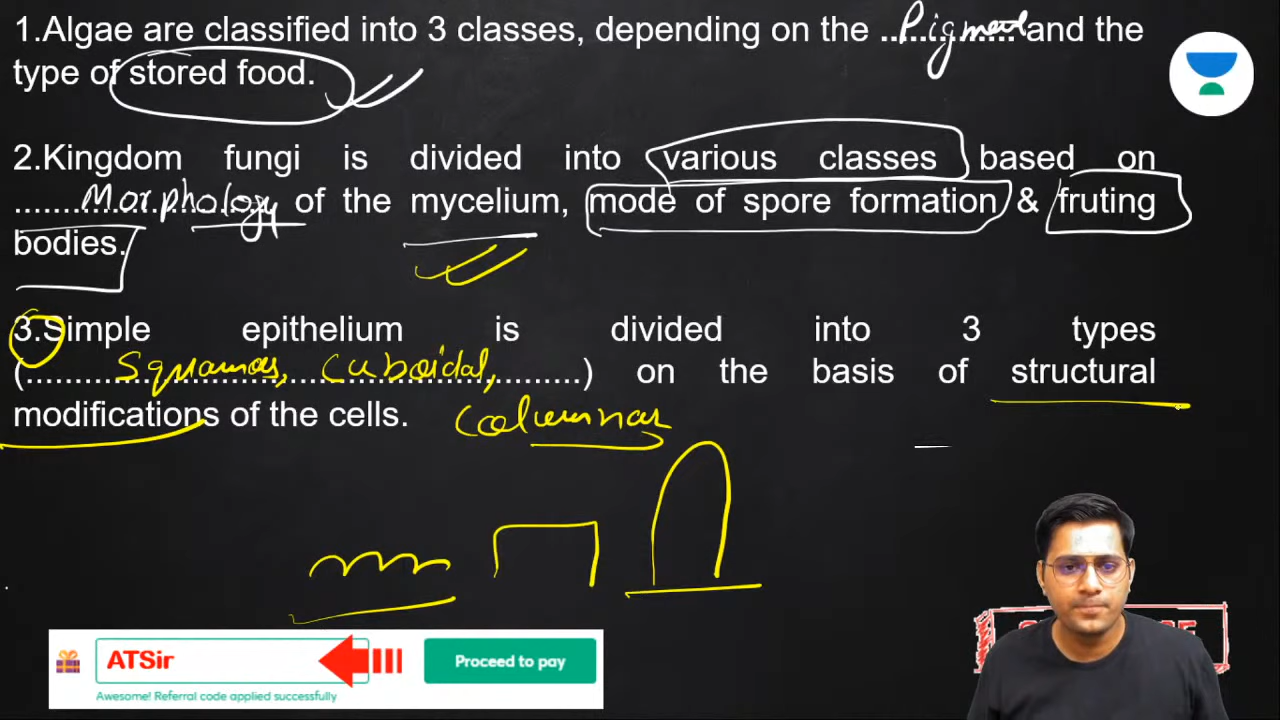 1.Algae are classified into 3 classes, depending on the .............. Pigment and the
type of stored food.
2.Kingdom fungi is divided into various classes based on
........................... Morphology of the mycelium, mode of spore formation & fruting
bodies.
3.Simple epithelium is divided into 3 types
(......................................................... Squamous, Cuboidal,) on the basis of structural
modifications of the cells. Columnar
ATSir
Proceed to pay
Awesome! Referral code applied successfully